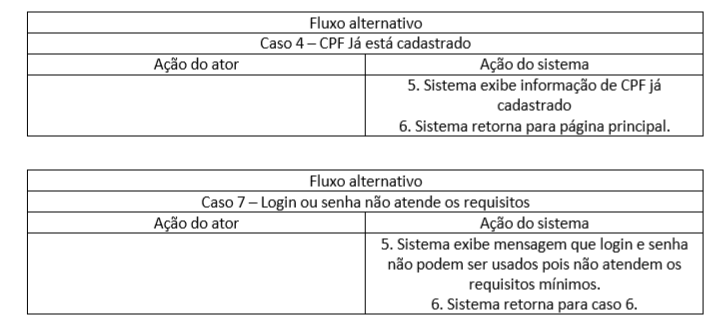 Fluxo alternativo
Caso 4 – CPF Já está cadastrado
Ação do ator
Ação do sistema
5. Sistema exibe informação de CPF já
cadastrado
6. Sistema retorna para página principal.
Fluxo alternativo
Caso 7 – Login ou senha não atende os requisitos
Ação do ator
Ação do sistema
5. Sistema exibe mensagem que login e senha
não podem ser usados pois não atendem os
requisitos mínimos.
6. Sistema retorna para caso 6.